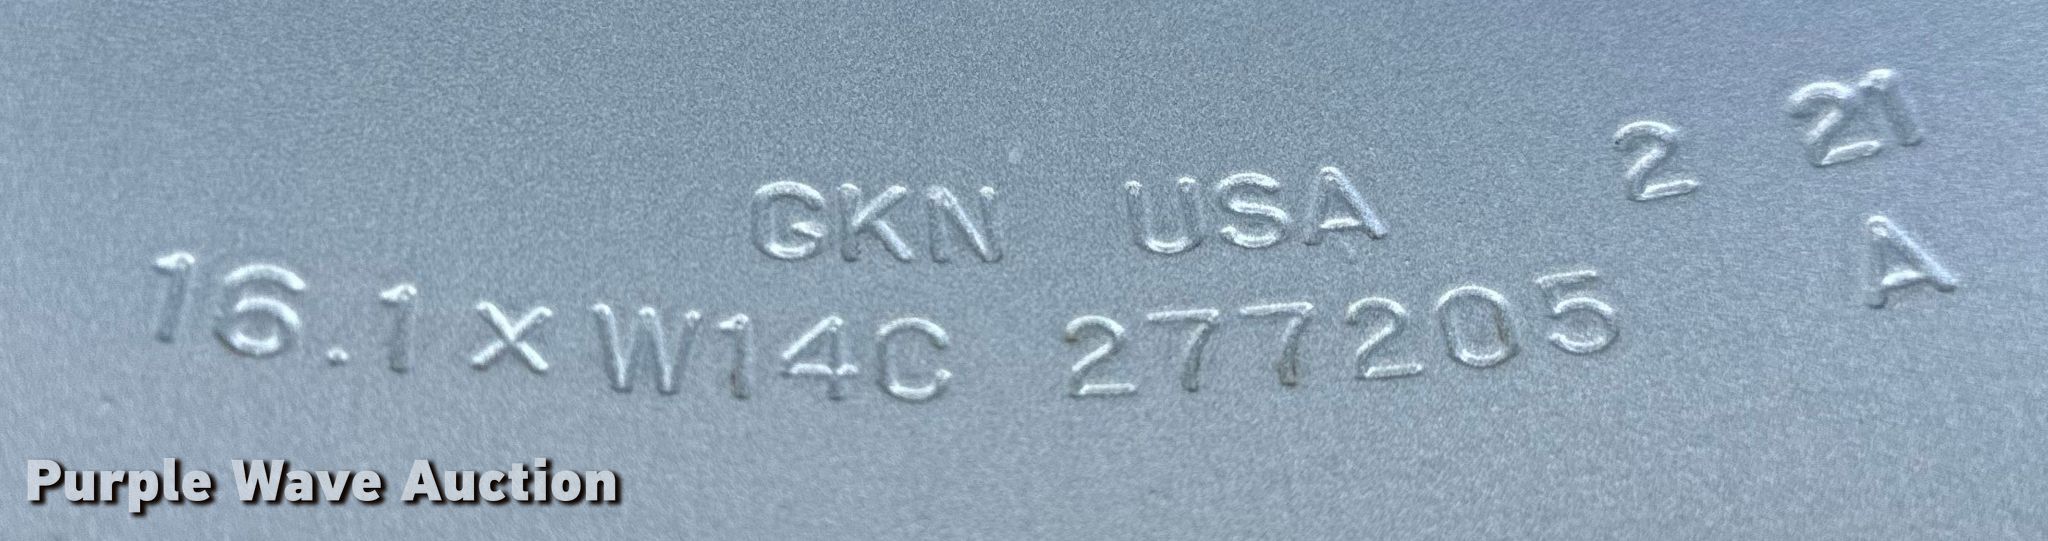 GKN USA 2 21
16.1 x W14C 277205 A
Purple Wave Auction